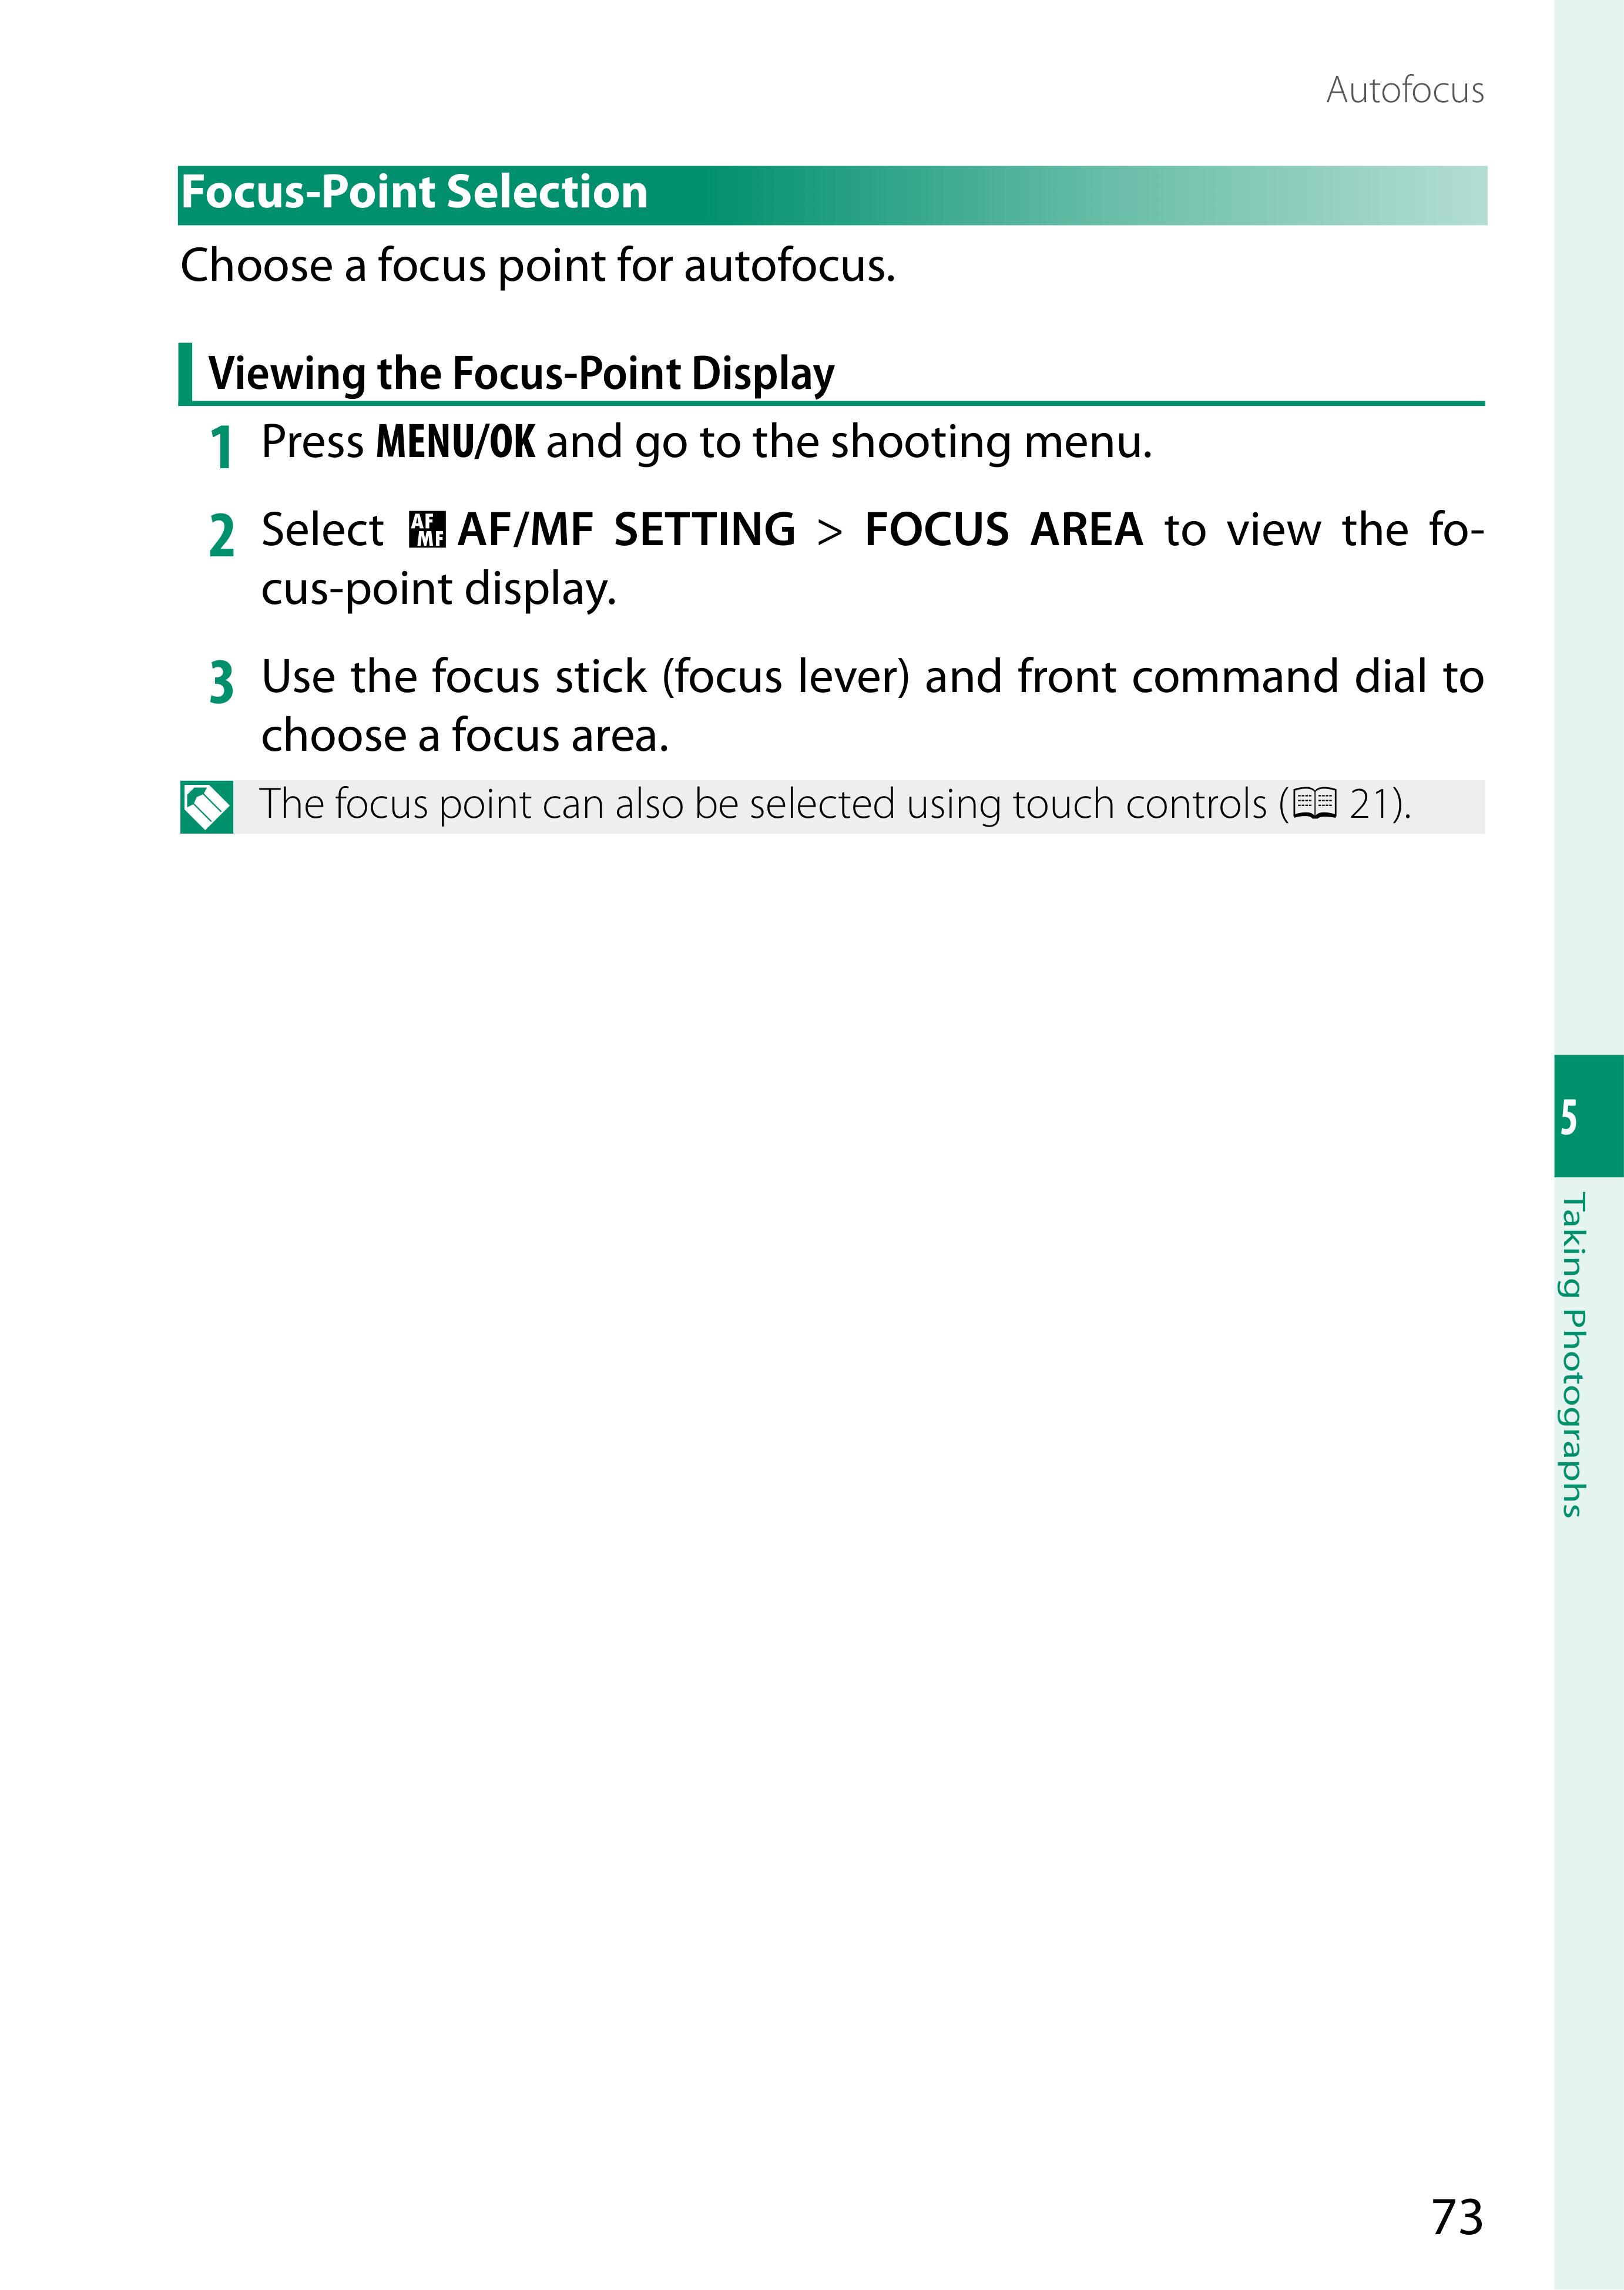 Autofocus
Focus-Point Selection
Choose a focus point for autofocus.
Viewing the Focus-Point Display
1 Press MENU/OK and go to the shooting menu.
2 Select AF MF AF/MF SETTING > FOCUS AREA to view the fo-
cus-point display.
3 Use the focus stick (focus lever) and front command dial to
choose a focus area.
The focus point can also be selected using touch controls ( 21).
5
Taking Photographs
73